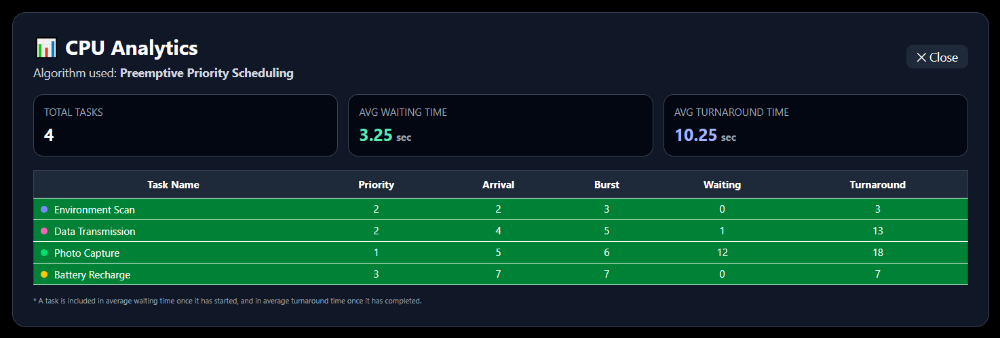 CPU Analytics
Algorithm used: Preemptive Priority Scheduling
Close
TOTAL TASKS
4
AVG WAITING TIME
3.25 sec
AVG TURNAROUND TIME
10.25 sec
Task Name Priority Arrival Burst Waiting Turnaround
Environment Scan 2 2 3 0 3
Data Transmission 2 4 5 1 13
Photo Capture 1 5 6 12 18
Battery Recharge 3 7 7 0 7
* A task is included in average waiting time once it has started, and in average turnaround time once it has completed.